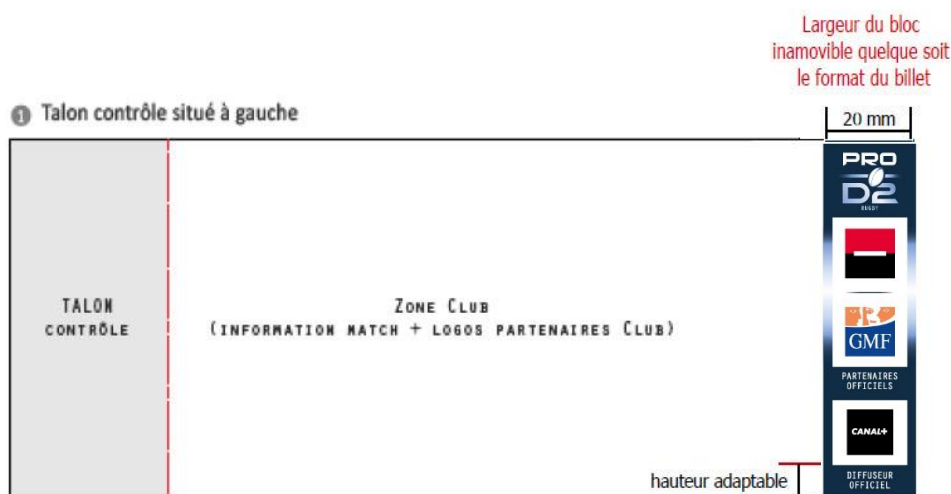 Largeur du bloc
inamovible quelque soit
le format du billet
1 Talon contrôle situé à gauche
20 mm
PRO
D2
RUGBY
TALON
CONTRÔLE
ZONE CLUB
(INFORMATION MATCH + LOGOS PARTENAIRES CLUB)
GMF
PARTENAIRES
OFFICIELS
CANAL+
hauteur adaptable
DIFFUSEUR
OFFICIEL